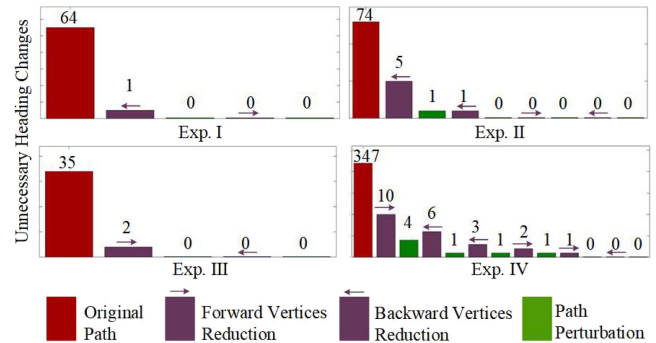 Unnecessary Heading Changes
64
1
0
0
0
Exp. I
74
5
1
1
0
0
0
0
Exp. II
35
2
0
0
0
Exp. III
347
10
4
6
1
3
1
2
1
1
0
0
0
Exp. IV
Original
Path
Forward Vertices
Reduction
Backward Vertices
Reduction
Path
Perturbation